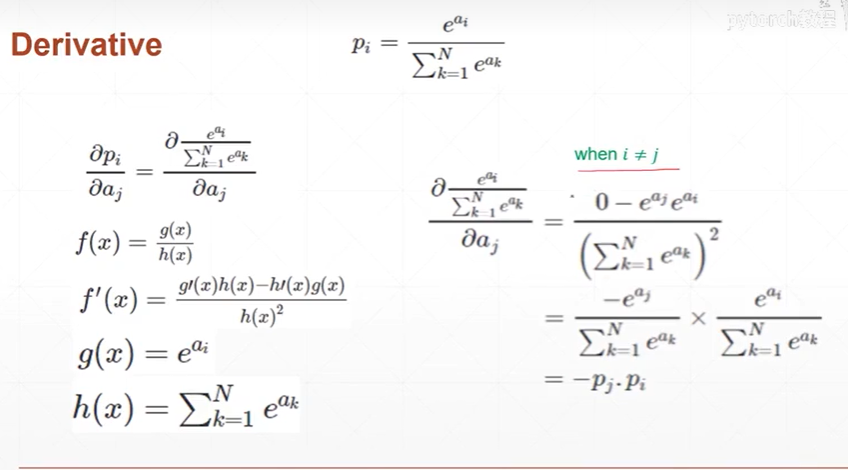 Derivative
p_i = \frac{e^{a_i}}{\sum_{k=1}^{N} e^{a_k}}
pytorch教程
\frac{\partial p_i}{\partial a_j} = \frac{\partial \frac{e^{a_i}}{\sum_{k=1}^{N} e^{a_k}}}{\partial a_j}
f(x) = \frac{g(x)}{h(x)}
f'(x) = \frac{g\prime(x)h(x) - h\prime(x)g(x)}{h(x)^2}
g(x) = e^{a_i}
h(x) = \sum_{k=1}^{N} e^{a_k}
when i ≠ j
\frac{\partial \frac{e^{a_i}}{\sum_{k=1}^{N} e^{a_k}}}{\partial a_j} = \frac{0 - e^{a_j} e^{a_i}}{\left(\sum_{k=1}^{N} e^{a_k}\right)^2}
= \frac{-e^{a_j}}{\sum_{k=1}^{N} e^{a_k}} × \frac{e^{a_i}}{\sum_{k=1}^{N} e^{a_k}}
= -p_j . p_i